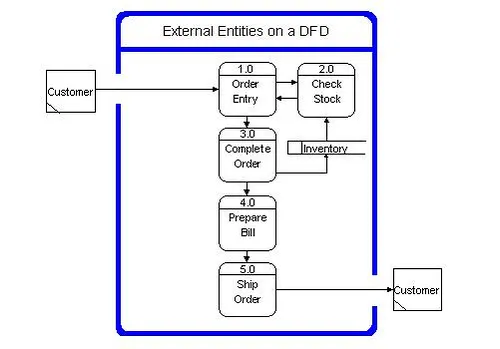 External Entities on a DFD
Customer
1.0
Order
Entry
2.0
Check
Stock
3.0
Complete
Order
Inventory
4.0
Prepare
Bill
5.0
Ship
Order
Customer